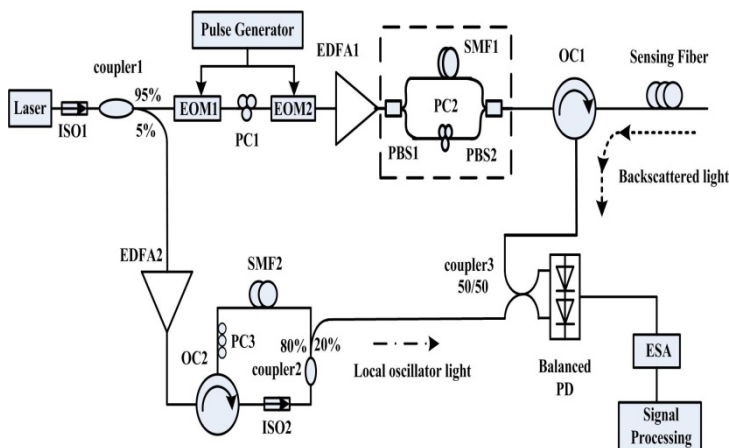 Pulse Generator
EDFA1
SMF1
OC1
Sensing Fiber
coupler1
95%
Laser
EOM1
EOM2
PC2
ISO1
5%
PC1
PBS1
PBS2
Backscattered light
EDFA2
SMF2
coupler3
50/50
PC3
OC2
80%
20%
coupler2
Local oscillator light
Balanced
PD
ESA
ISO2
Signal
Processing